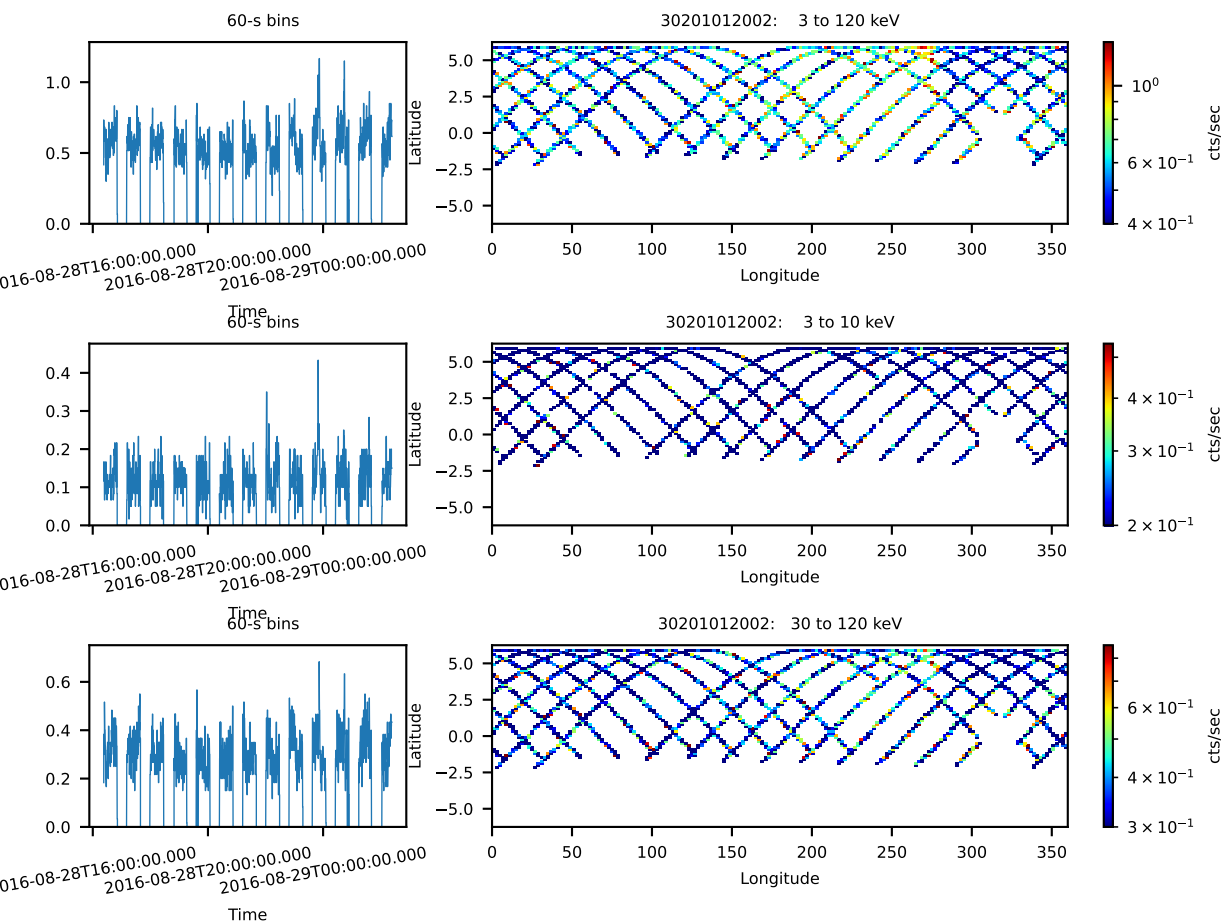 60-s bins
30201012002: 3 to 120 keV
1.0
0.5
0.0
5.0
2.5
0.0
−2.5
−5.0
Latitude
10⁰
6 × 10⁻¹
4 × 10⁻¹
cts/sec
016-08-28T16:00:00.000
2016-08-28T20:00:00.000
2016-08-29T00:00:00.000
Time
0 50 100 150 200 250 300 350
Longitude
60-s bins
30201012002: 3 to 10 keV
0.4
0.3
0.2
0.1
0.0
5.0
2.5
0.0
−2.5
−5.0
Latitude
4 × 10⁻¹
3 × 10⁻¹
2 × 10⁻¹
cts/sec
016-08-28T16:00:00.000
2016-08-28T20:00:00.000
2016-08-29T00:00:00.000
Time
0 50 100 150 200 250 300 350
Longitude
60-s bins
30201012002: 30 to 120 keV
0.6
0.4
0.2
0.0
5.0
2.5
0.0
−2.5
−5.0
Latitude
6 × 10⁻¹
4 × 10⁻¹
3 × 10⁻¹
cts/sec
016-08-28T16:00:00.000
2016-08-28T20:00:00.000
2016-08-29T00:00:00.000
Time
0 50 100 150 200 250 300 350
Longitude